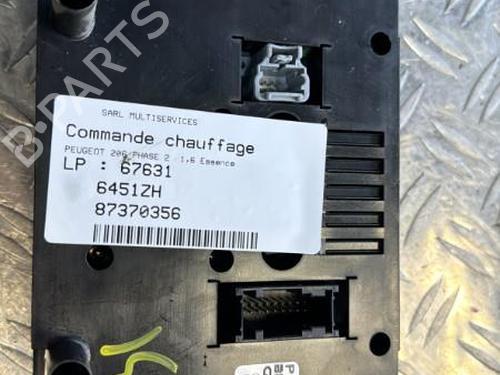 B-PARTS
SARL MULTISERVICES
Commande chauffage
PEUGEOT 206 PHASE 2 1,6 Essence
LP : 67631
6451ZH
87370356